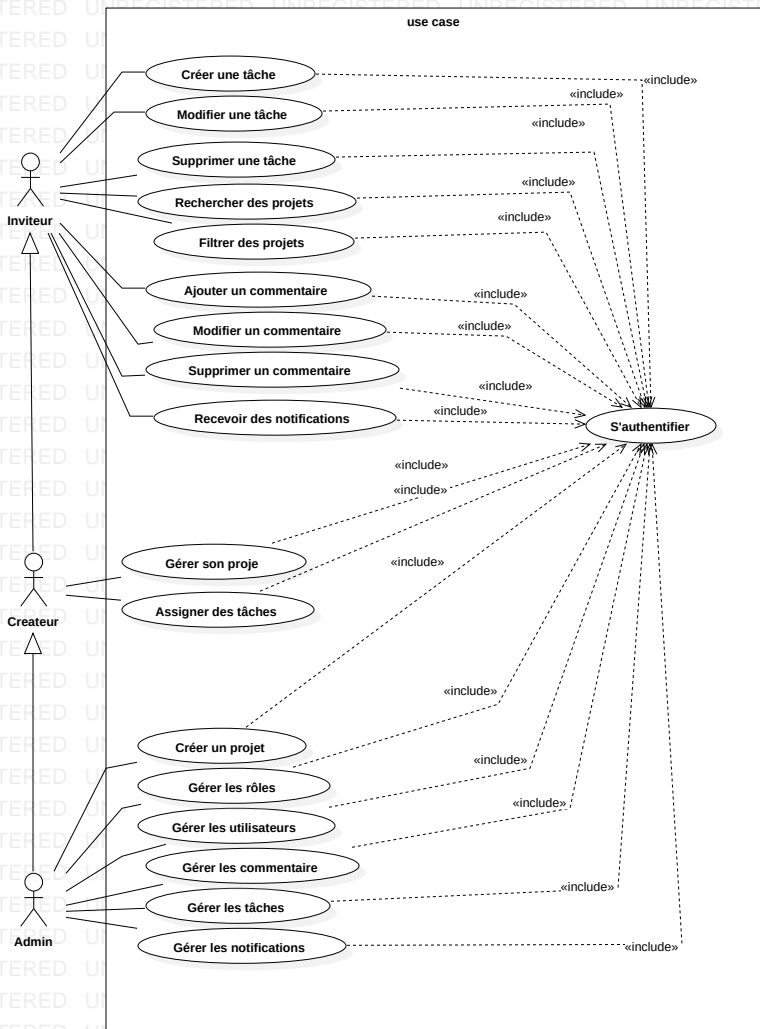 use case
Créer une tâche
«include»
Modifier une tâche
«include»
Supprimer une tâche
«include»
Rechercher des projets
«include»
Inviteur
Filtrer des projets
«include»
Ajouter un commentaire
«include»
Modifier un commentaire
«include»
Supprimer un commentaire
«include»
Recevoir des notifications
«include»
S'authentifier
«include»
«include»
Gérer son proje
«include»
Assigner des tâches
Createur
«include»
Créer un projet
«include»
Gérer les rôles
«include»
Gérer les utilisateurs
Gérer les commentaire
«include»
Gérer les tâches
Admin
Gérer les notifications
«include»
UNREGISTERED